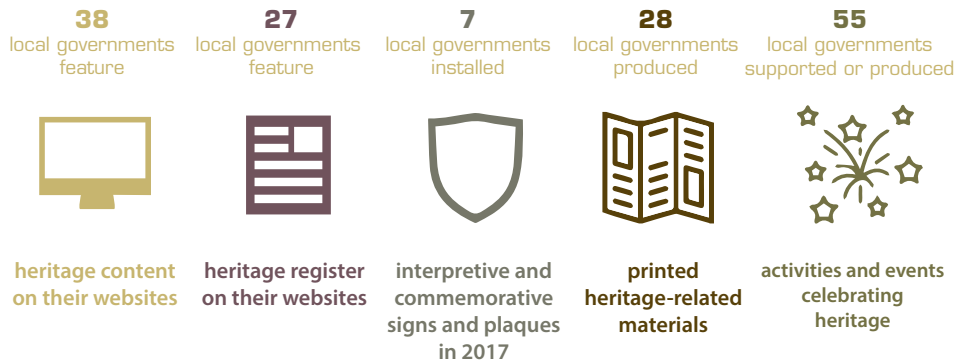 38
local governments
feature
heritage content
on their websites
27
local governments
feature
heritage register
on their websites
7
local governments
installed
interpretive and
commemorative
signs and plaques
in 2017
28
local governments
produced
printed
heritage-related
materials
55
local governments
supported or produced
activities and events
celebrating
heritage